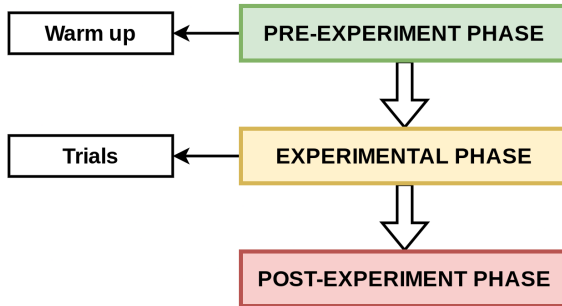 Warm up
PRE-EXPERIMENT PHASE
Trials
EXPERIMENTAL PHASE
POST-EXPERIMENT PHASE